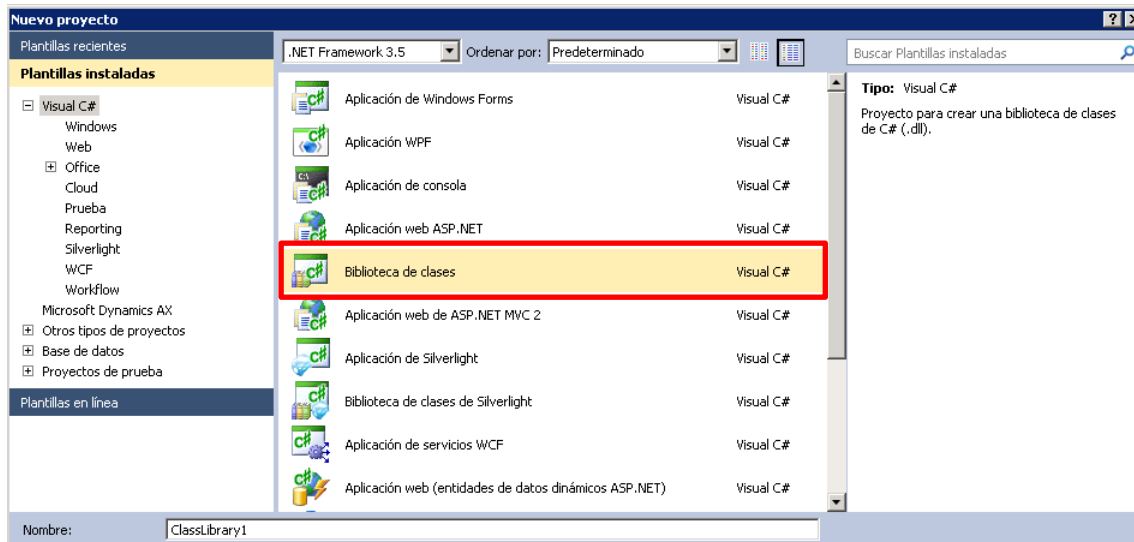 Nuevo proyecto
Plantillas recientes
.NET Framework 3.5 Ordenar por: Predeterminado
Buscar Plantillas instaladas
Plantillas instaladas
Visual C#
Windows
Web
Office
Cloud
Prueba
Reporting
Silverlight
WCF
Workflow
Microsoft Dynamics AX
Otros tipos de proyectos
Base de datos
Proyectos de prueba
Plantillas en línea
Aplicación de Windows Forms Visual C#
Aplicación WPF Visual C#
Aplicación de consola Visual C#
Aplicación web ASP.NET Visual C#
Biblioteca de clases Visual C#
Aplicación web de ASP.NET MVC 2 Visual C#
Aplicación de Silverlight Visual C#
Biblioteca de clases de Silverlight Visual C#
Aplicación de servicios WCF Visual C#
Aplicación web (entidades de datos dinámicos ASP.NET) Visual C#
Tipo: Visual C#
Proyecto para crear una biblioteca de clases
de C# (.dll).
Nombre: ClassLibrary1